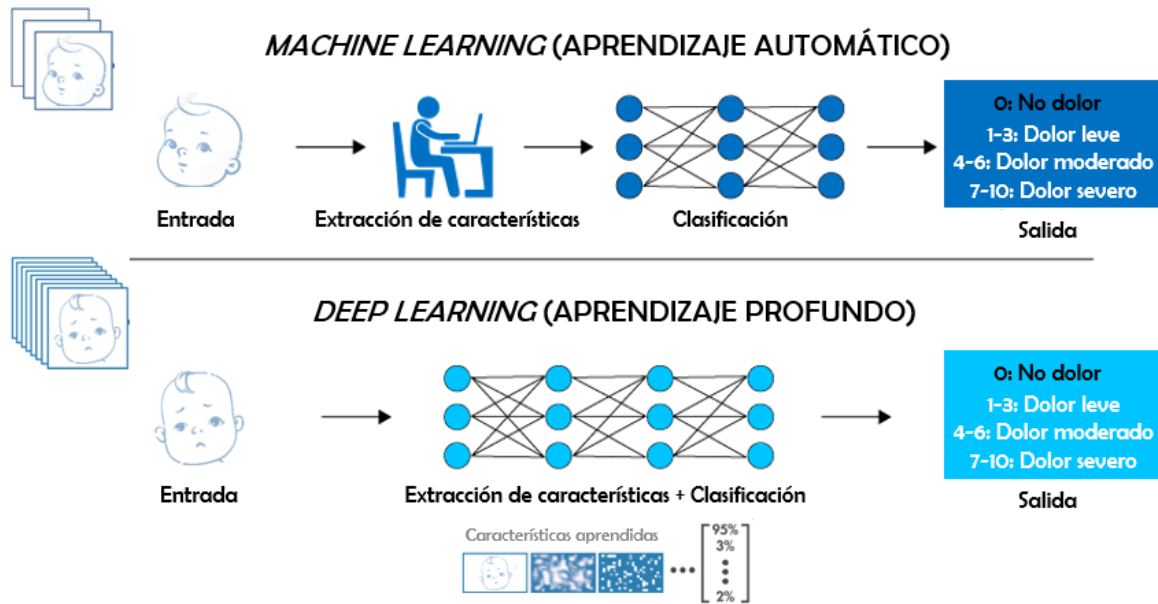 MACHINE LEARNING (APRENDIZAJE AUTOMÁTICO)
Entrada
Extracción de características
Clasificación
0: No dolor
1-3: Dolor leve
4-6: Dolor moderado
7-10: Dolor severo
Salida
DEEP LEARNING (APRENDIZAJE PROFUNDO)
Entrada
Extracción de características + Clasificación
0: No dolor
1-3: Dolor leve
4-6: Dolor moderado
7-10: Dolor severo
Salida
Características aprendidas
95%
3%
2%